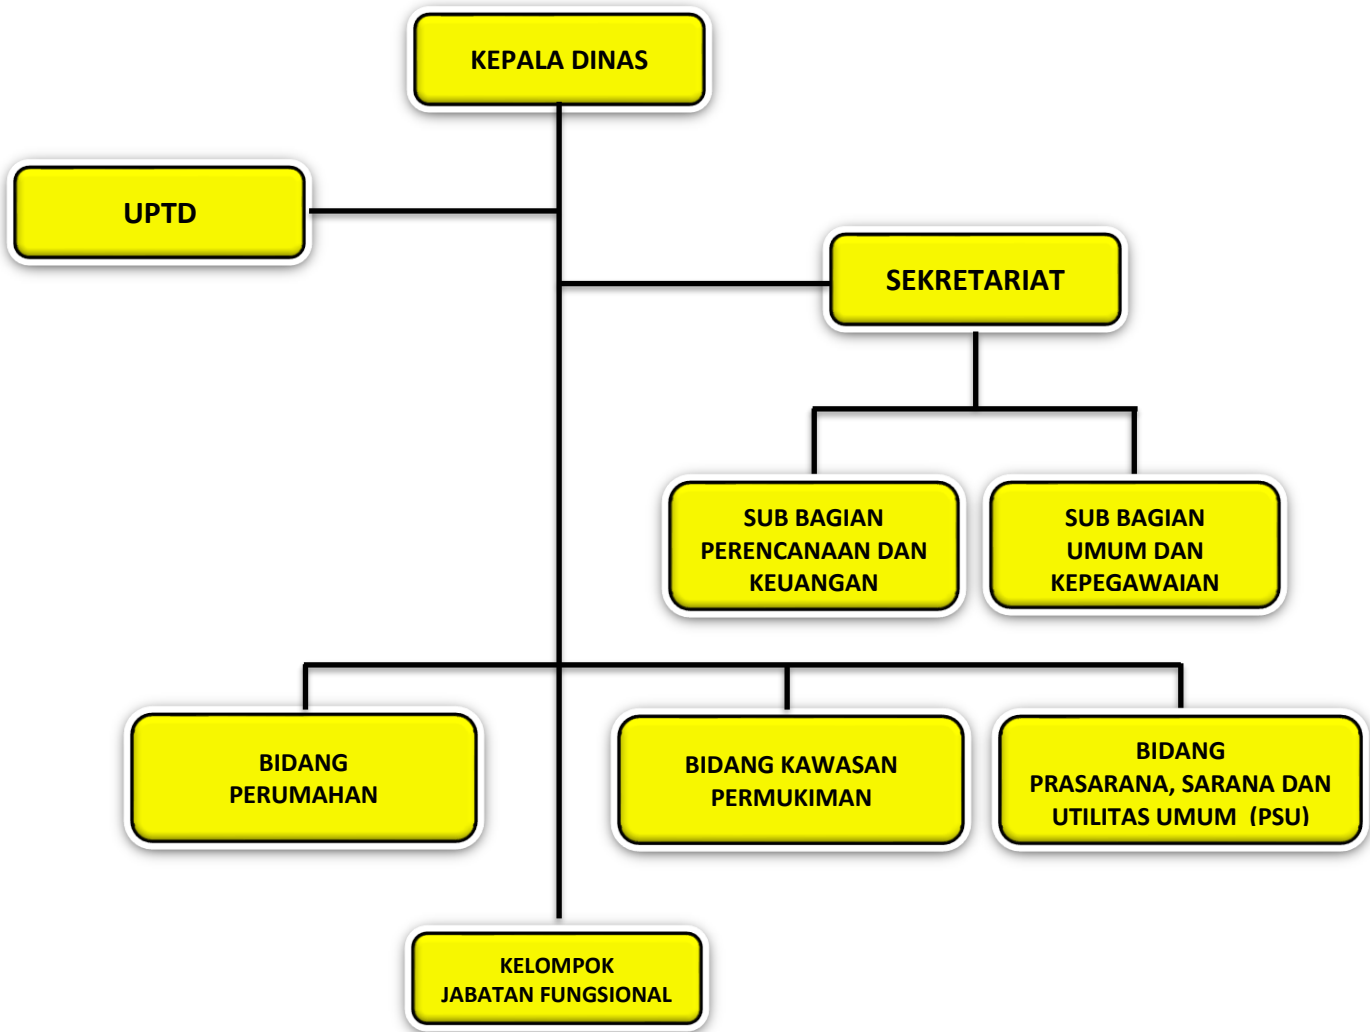 KEPALA DINAS
UPTD
SEKRETARIAT
SUB BAGIAN
PERENCANAAN DAN
KEUANGAN
SUB BAGIAN
UMUM DAN
KEPEGAWAIAN
BIDANG
PERUMAHAN
BIDANG KAWASAN
PERMUKIMAN
BIDANG
PRASARANA, SARANA DAN
UTILITAS UMUM (PSU)
KELOMPOK
JABATAN FUNGSIONAL